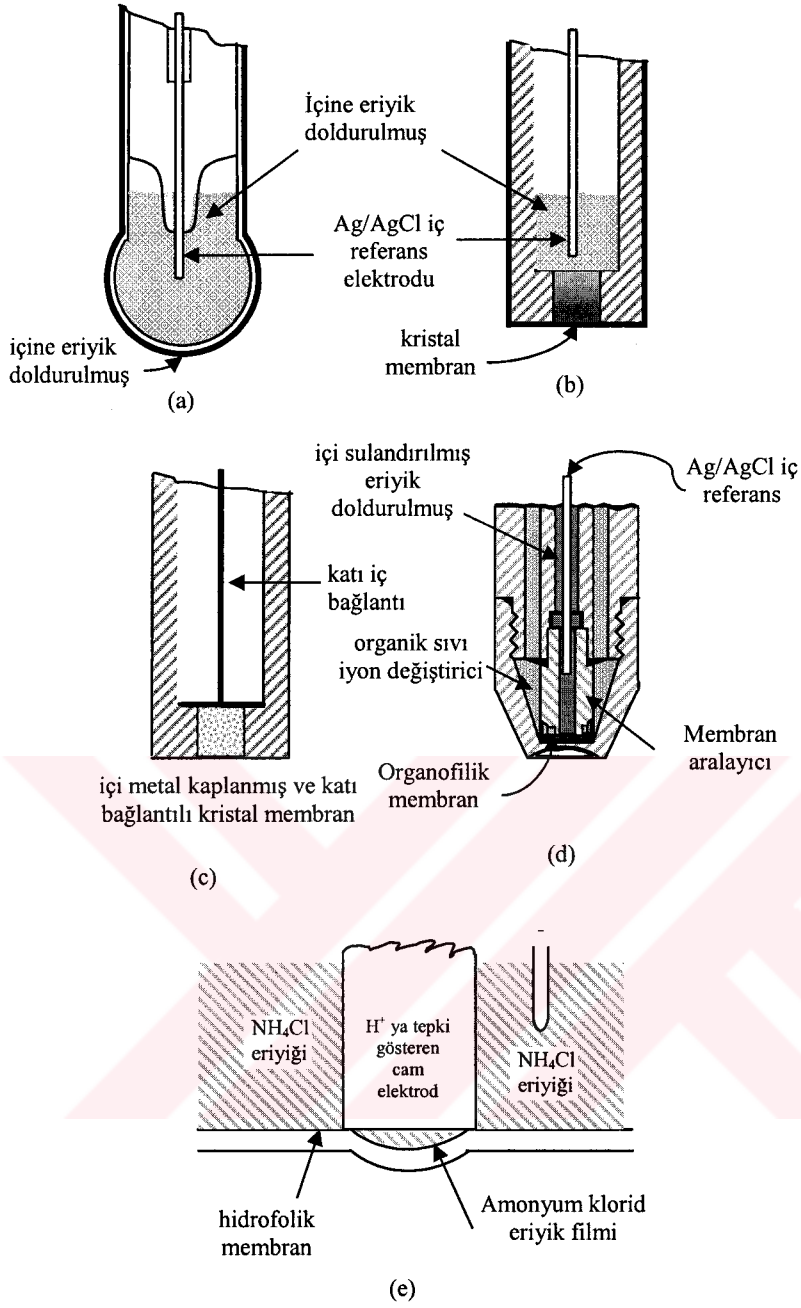 İçine eriyik
doldurulmuş
Ag/AgCl iç
referans
elektrodu
içine eriyik
doldurulmuş
(a)
kristal
membran
(b)
içi sulandırılmış
eriyik
doldurulmuş
Ag/AgCl iç
referans
katı iç
bağlantı
organik sıvı
iyon değiştirici
içi metal kaplanmış ve katı
bağlantılı kristal membran
Organofilik
membran
Membran
aralayıcı
(c)
(d)
NH₄Cl
eriyiği
H⁺ ya tepki
gösteren
cam
elektrod
NH₄Cl
eriyiği
hidrofolik
membran
Amonyum klorid
eriyik filmi
(e)